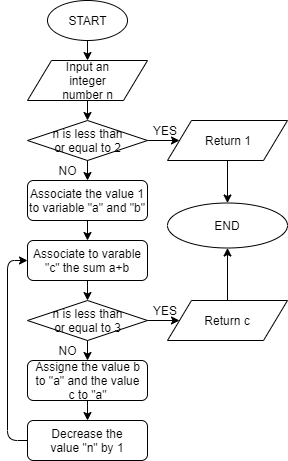 START
Input an
integer
number n
n is less than
or equal to 2
YES
Return 1
NO
Associate the value 1
to variable "a" and "b"
END
Associate to varable
"c" the sum a+b
n is less than
or equal to 3
YES
Return c
NO
Assigne the value b
to "a" and the value
c to "a"
Decrease the
value "n" by 1